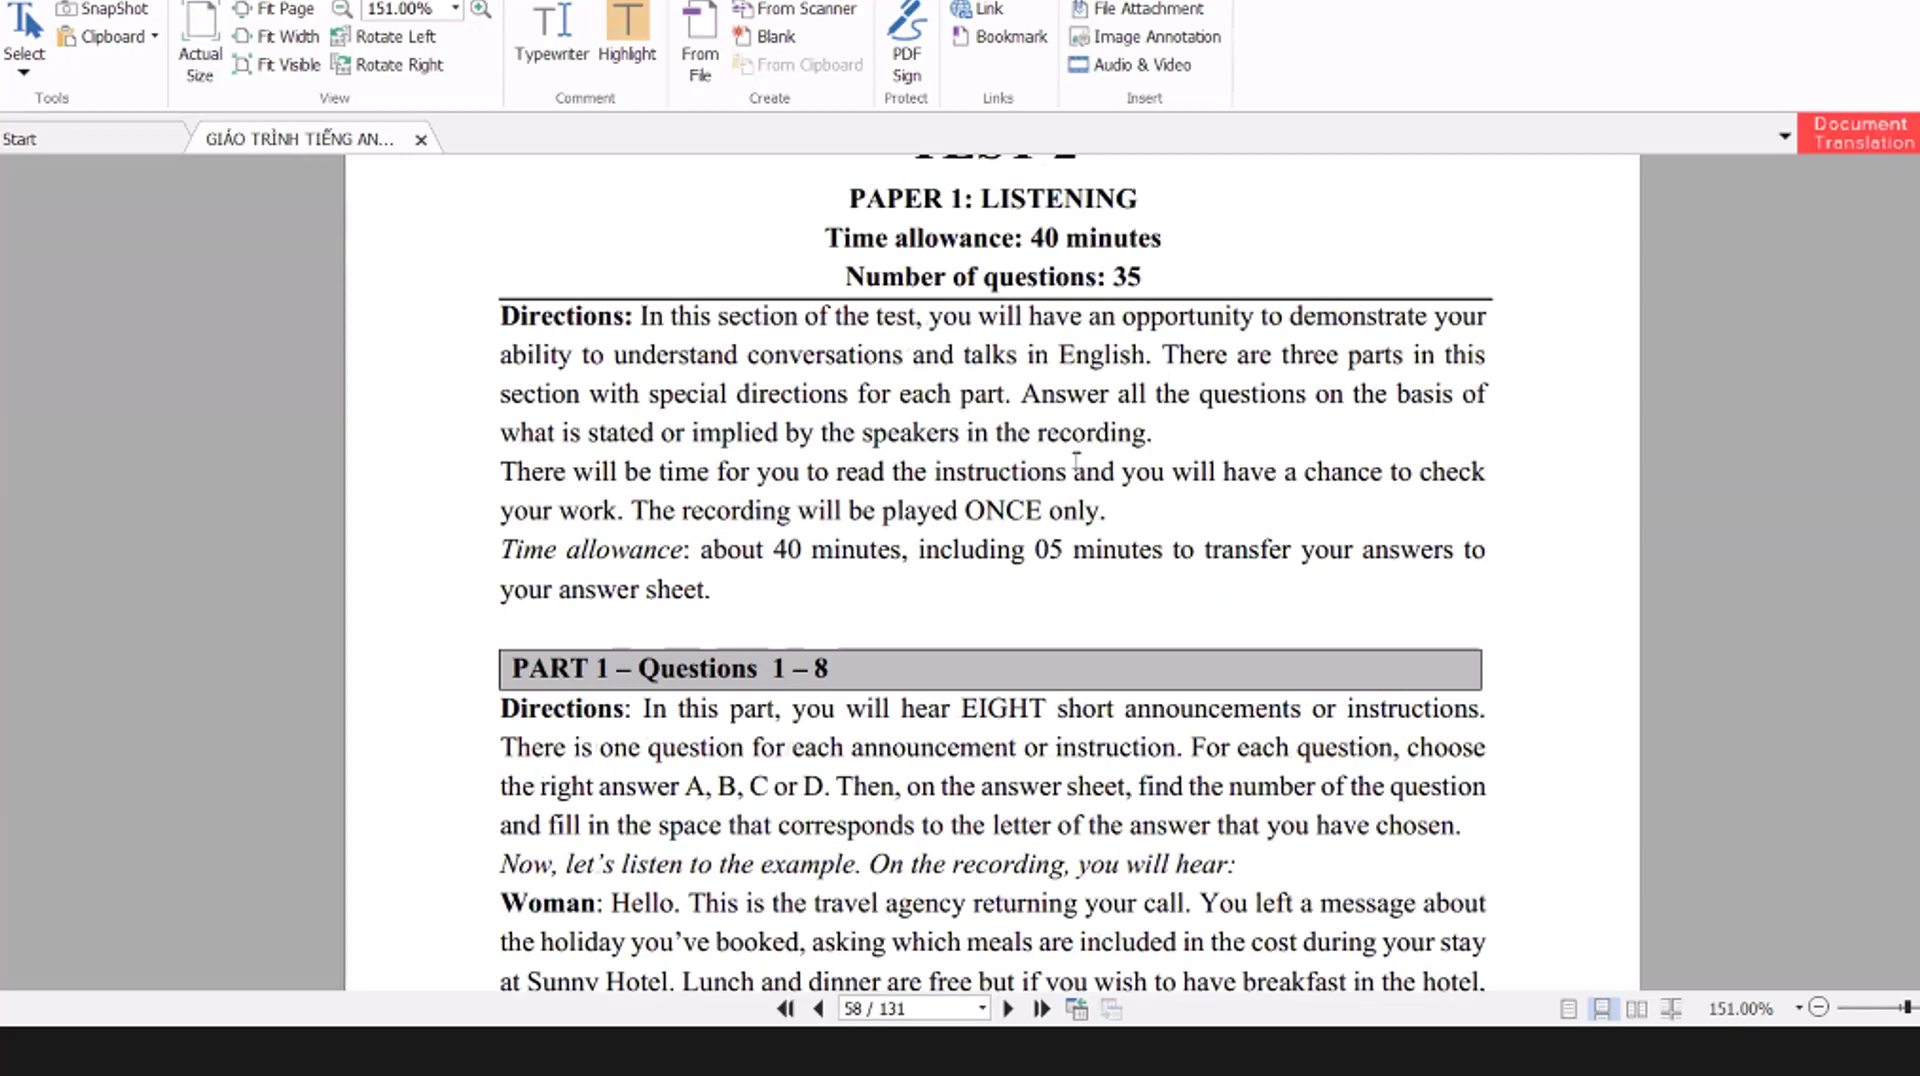 SnapShot
Fit Page
151.00%
From Scanner
Link
File Attachment
Select
Clipboard
Actual
Size
Fit Width
Rotate Left
Typewriter
Highlight
From
File
Blank
PDF
Sign
Bookmark
Image Annotation
Fit Visible
Rotate Right
From Clipboard
Audio & Video
Tools
View
Comment
Create
Protect
Links
Insert
Start
GIÁO TRÌNH TIẾNG AN...
Document
Translation
TEST 2
PAPER 1: LISTENING
Time allowance: 40 minutes
Number of questions: 35
Directions: In this section of the test, you will have an opportunity to demonstrate your
ability to understand conversations and talks in English. There are three parts in this
section with special directions for each part. Answer all the questions on the basis of
what is stated or implied by the speakers in the recording.
There will be time for you to read the instructions and you will have a chance to check
your work. The recording will be played ONCE only.
Time allowance: about 40 minutes, including 05 minutes to transfer your answers to
your answer sheet.
PART 1 – Questions 1 – 8
Directions: In this part, you will hear EIGHT short announcements or instructions.
There is one question for each announcement or instruction. For each question, choose
the right answer A, B, C or D. Then, on the answer sheet, find the number of the question
and fill in the space that corresponds to the letter of the answer that you have chosen.
Now, let's listen to the example. On the recording, you will hear:
Woman: Hello. This is the travel agency returning your call. You left a message about
the holiday you've booked, asking which meals are included in the cost during your stay
at Sunny Hotel. Lunch and dinner are free but if you wish to have breakfast in the hotel,
58 / 131
151.00%